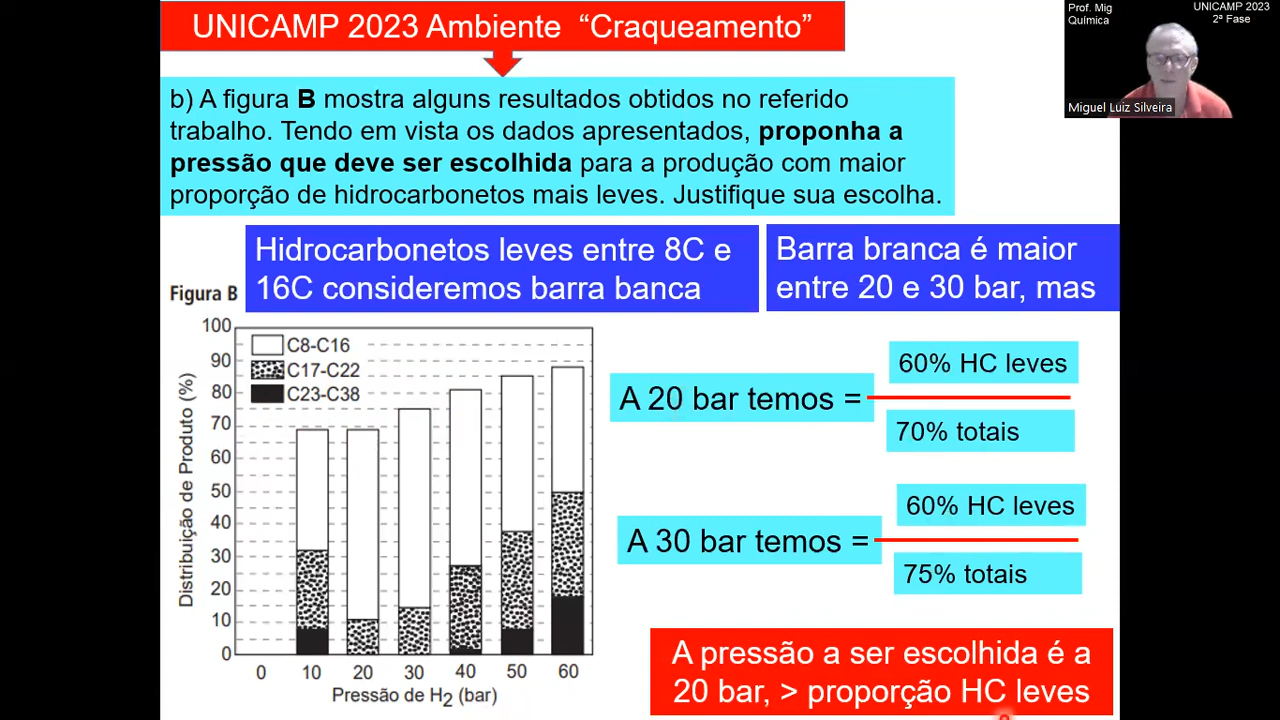 UNICAMP 2023 Ambiente “Craqueamento”
Prof. Mig
Química
UNICAMP 2023
2ª Fase
Miguel Luiz Silveira
b) A figura B mostra alguns resultados obtidos no referido
trabalho. Tendo em vista os dados apresentados, proponha a
pressão que deve ser escolhida para a produção com maior
proporção de hidrocarbonetos mais leves. Justifique sua escolha.
Hidrocarbonetos leves entre 8C e
16C consideremos barra banca
Barra branca é maior
entre 20 e 30 bar, mas
Figura B
Distribuição de Produto (%)
100
90
80
70
60
50
40
30
20
10
0
C8-C16
C17-C22
C23-C38
0 10 20 30 40 50 60
Pressão de H2 (bar)
A 20 bar temos =
60% HC leves
70% totais
A 30 bar temos =
60% HC leves
75% totais
A pressão a ser escolhida é a
20 bar, > proporção HC leves